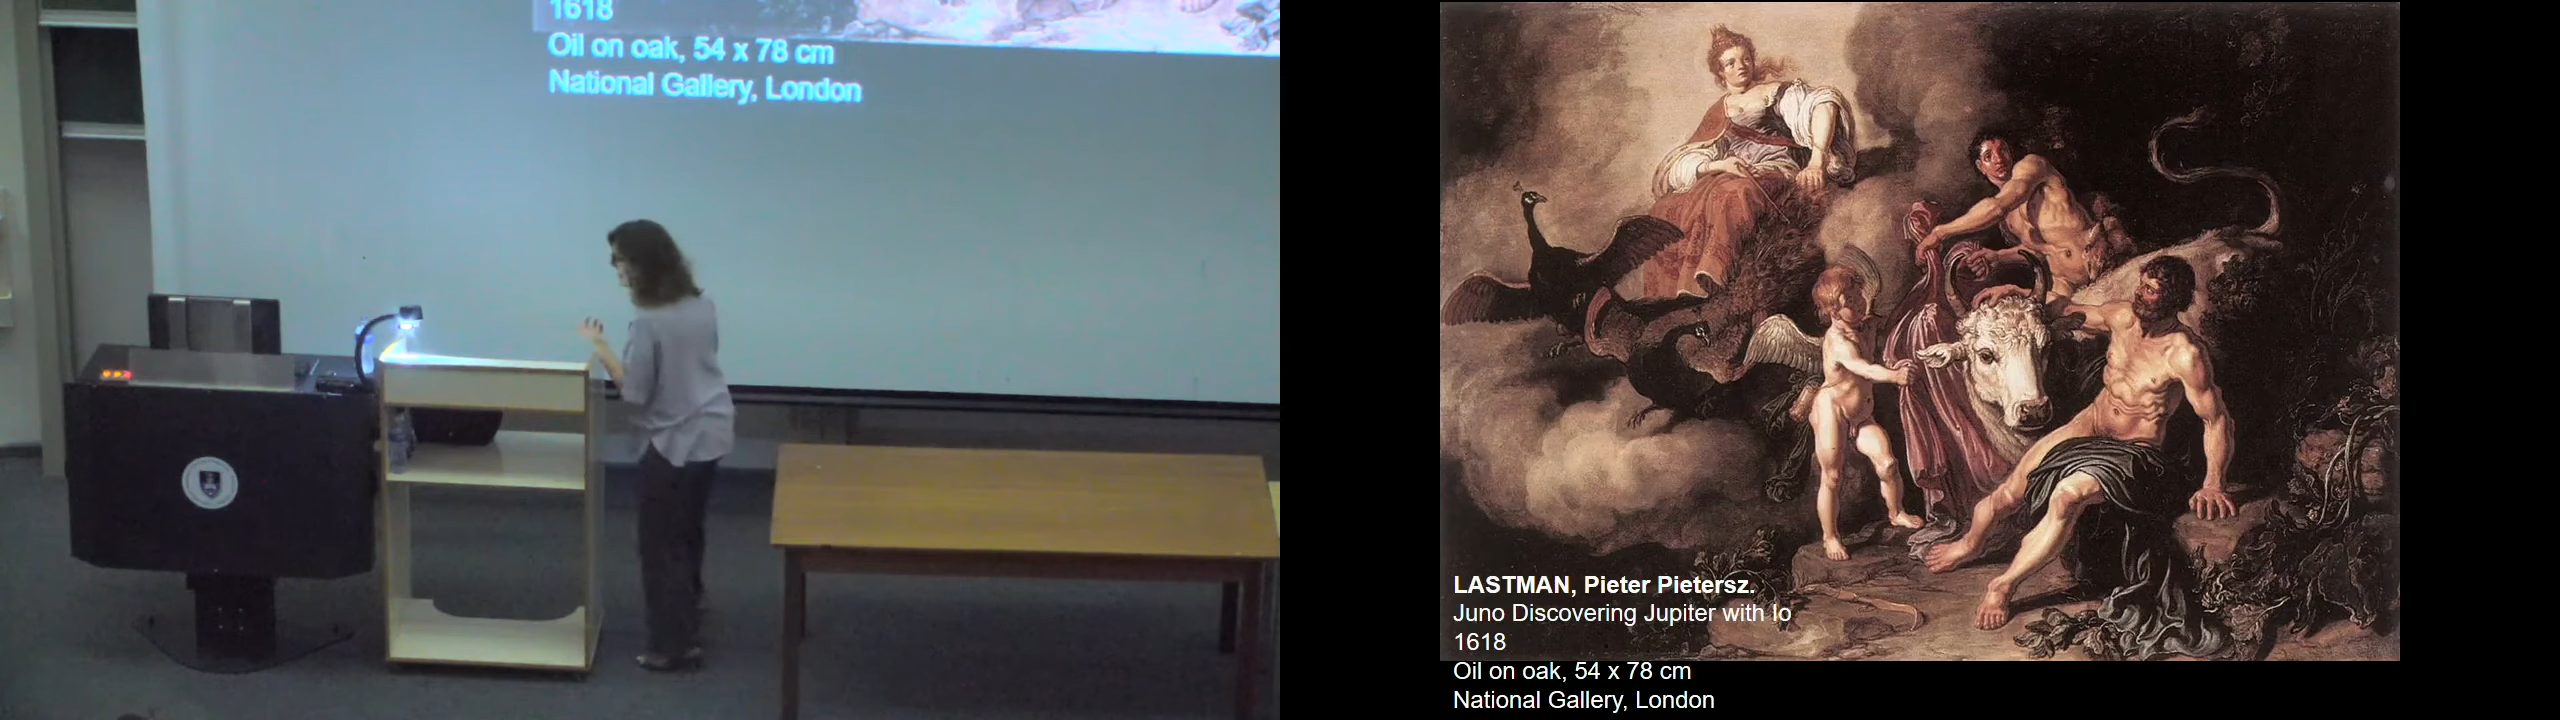 1618
Oil on oak, 54 x 78 cm
National Gallery, London
LASTMAN, Pieter Pietersz.
Juno Discovering Jupiter with Io
1618
Oil on oak, 54 x 78 cm
National Gallery, London